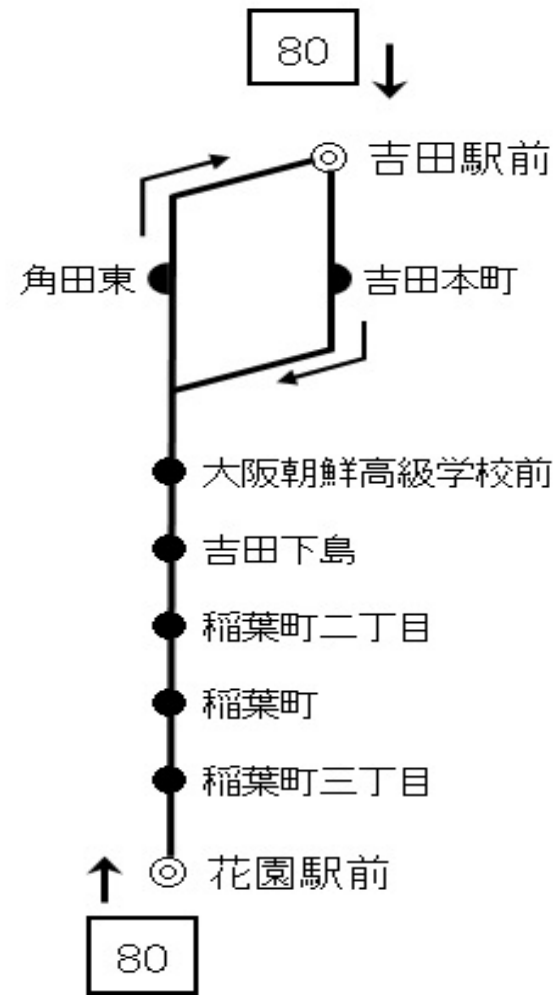 80
吉田駅前
角田東
吉田本町
大阪朝鮮高級学校前
吉田下島
稲葉町二丁目
稲葉町
稲葉町三丁目
花園駅前
80